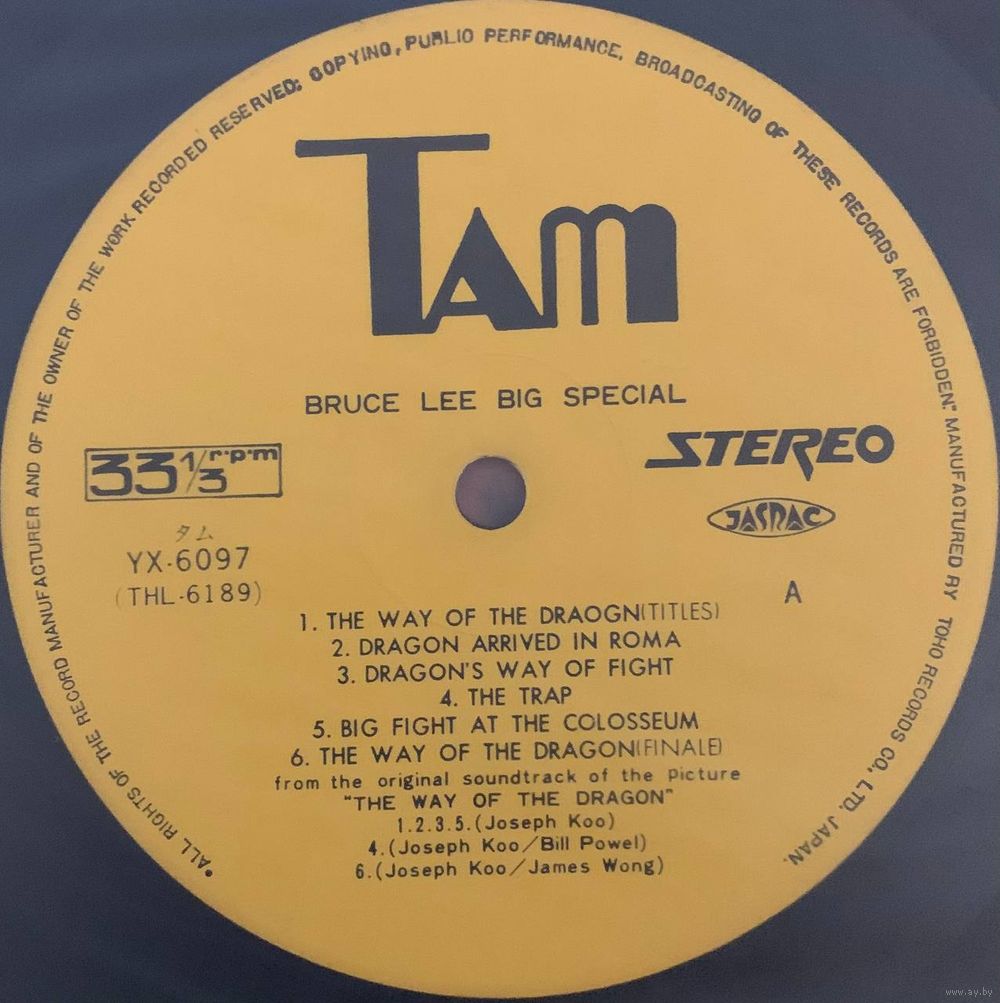 *ALL RIGHTS OF THE RECORD MANUFACTURER AND OF THE OWNER OF THE WORK RECORDED RESERVED; COPYING, PUBLIC PERFORMANCE, BROADCASTING OF THESE RECORDS ARE FORBIDDEN." MANUFACTURED BY TOHO RECORDS CO., LTD. JAPAN.
TAM
BRUCE LEE BIG SPECIAL
33 1/3 r.p.m
STEREO
JASRAC
タム
YX-6097
(THL-6189)
A
1. THE WAY OF THE DRAOGN(TITLES)
2. DRAGON ARRIVED IN ROMA
3. DRAGON'S WAY OF FIGHT
4. THE TRAP
5. BIG FIGHT AT THE COLOSSEUM
6. THE WAY OF THE DRAGON(FINALE)
from the original soundtrack of the picture
"THE WAY OF THE DRAGON"
1.2.3.5.(Joseph Koo)
4.(Joseph Koo/Bill Powel)
6.(Joseph Koo/James Wong)
www.ay.by